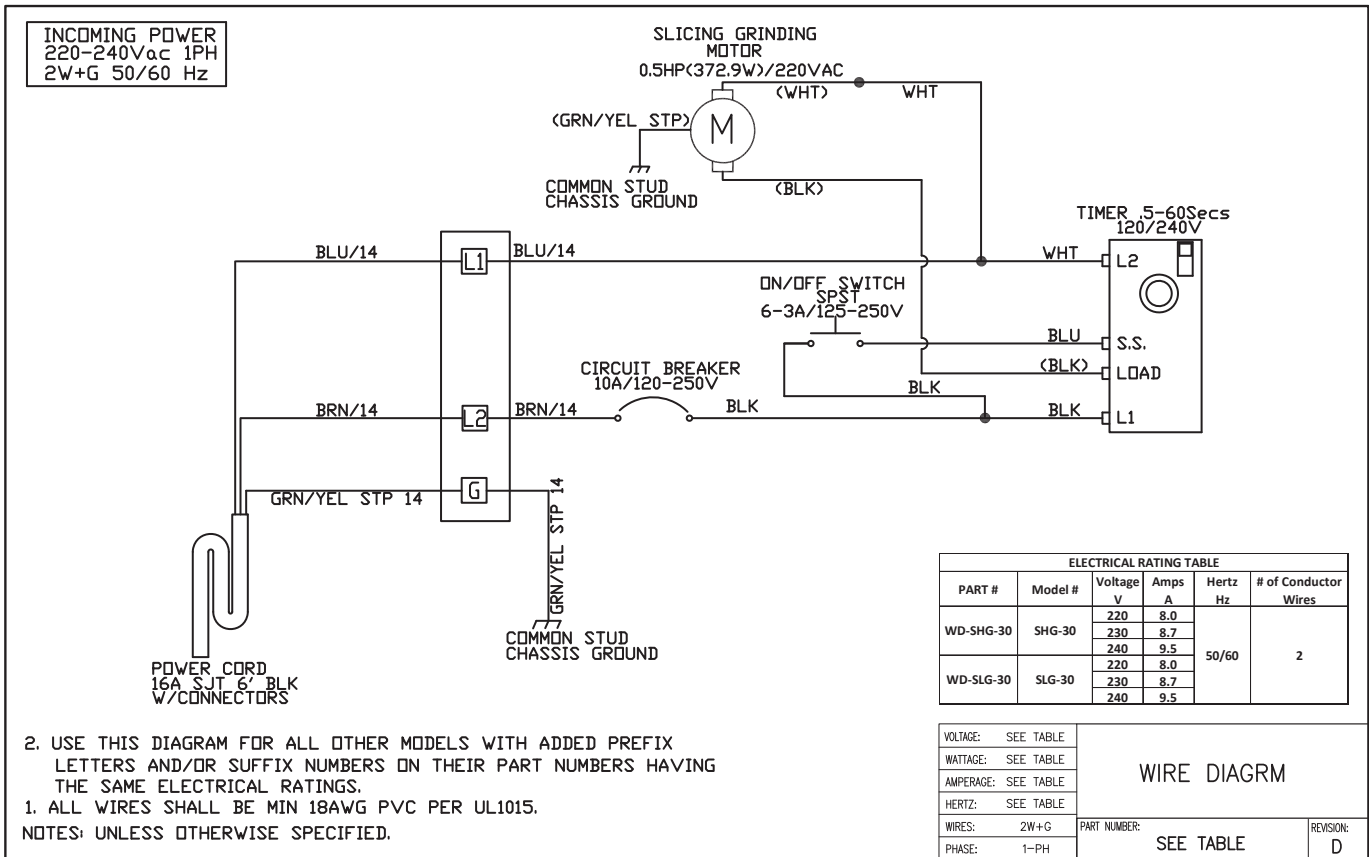 INCOMING POWER
220-240Vac 1PH
2W+G 50/60 Hz
SLICING GRINDING
MOTOR
0.5HP(372.9W)/220VAC
(WHT)
WHT
(GRN/YEL STP)
M
COMMON STUD
CHASSIS GROUND
(BLK)
TIMER .5-60Secs
120/240V
BLU/14
L1
BLU/14
WHT
L2
ON/OFF SWITCH
SPST
6-3A/125-250V
BLU
S.S.
(BLK)
LOAD
CIRCUIT BREAKER
10A/120-250V
BLK
BRN/14
L2
BRN/14
BLK
BLK
L1
GRN/YEL STP 14
G
GRN/YEL STP 14
COMMON STUD
CHASSIS GROUND
POWER CORD
16A SJT 6' BLK
W/CONNECTORS
ELECTRICAL RATING TABLE
PART # Model # Voltage V Amps A Hertz Hz # of Conductor Wires
WD-SHG-30 SHG-30 220 8.0
230 8.7
240 9.5
50/60 2
WD-SLG-30 SLG-30 220 8.0
230 8.7
240 9.5
2. USE THIS DIAGRAM FOR ALL OTHER MODELS WITH ADDED PREFIX
LETTERS AND/OR SUFFIX NUMBERS ON THEIR PART NUMBERS HAVING
THE SAME ELECTRICAL RATINGS.
1. ALL WIRES SHALL BE MIN 18AWG PVC PER UL1015.
NOTES: UNLESS OTHERWISE SPECIFIED.
VOLTAGE: SEE TABLE
WATTAGE: SEE TABLE
AMPERAGE: SEE TABLE
HERTZ: SEE TABLE
WIRES: 2W+G
PHASE: 1-PH
WIRE DIAGRM
PART NUMBER:
SEE TABLE
REVISION:
D